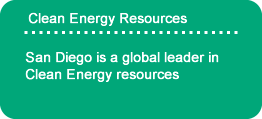 Clean Energy Resources
San Diego is a global leader in
Clean Energy resources